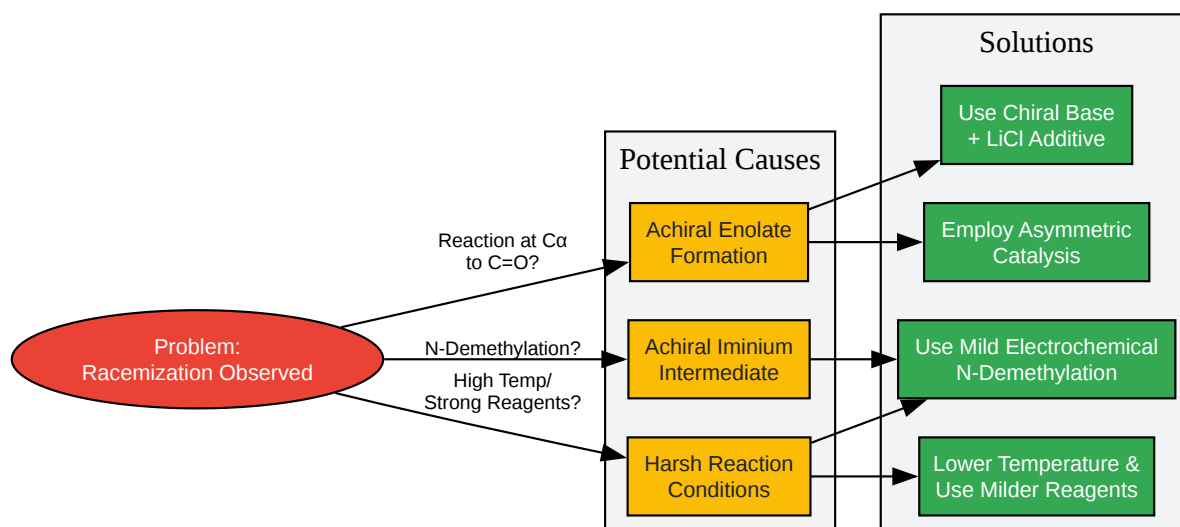 Problem:
Racemization Observed
Reaction at Cα
to C=O?
N-Demethylation?
High Temp/
Strong Reagents?
Potential Causes
Achiral Enolate
Formation
Achiral Iminium
Intermediate
Harsh Reaction
Conditions
Solutions
Use Chiral Base
+ LiCl Additive
Employ Asymmetric
Catalysis
Use Mild Electrochemical
N-Demethylation
Lower Temperature &
Use Milder Reagents